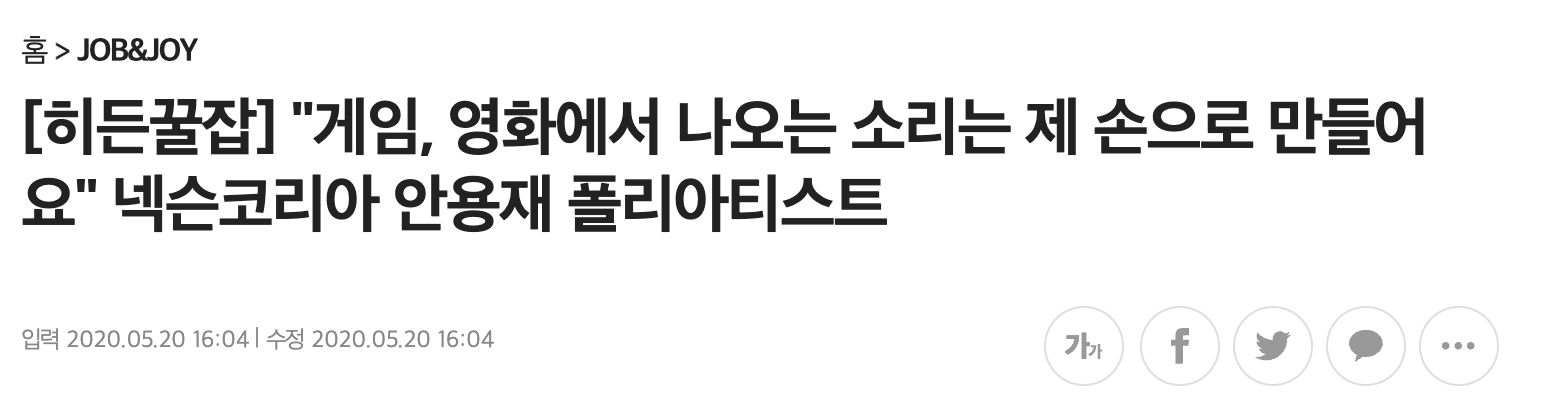 홈 > JOB&JOY
[히든꿀잡] "게임, 영화에서 나오는 소리는 제 손으로 만들어
요" 넥슨코리아 안용재 폴리아티스트
입력 2020.05.20 16:04 | 수정 2020.05.20 16:04
가가